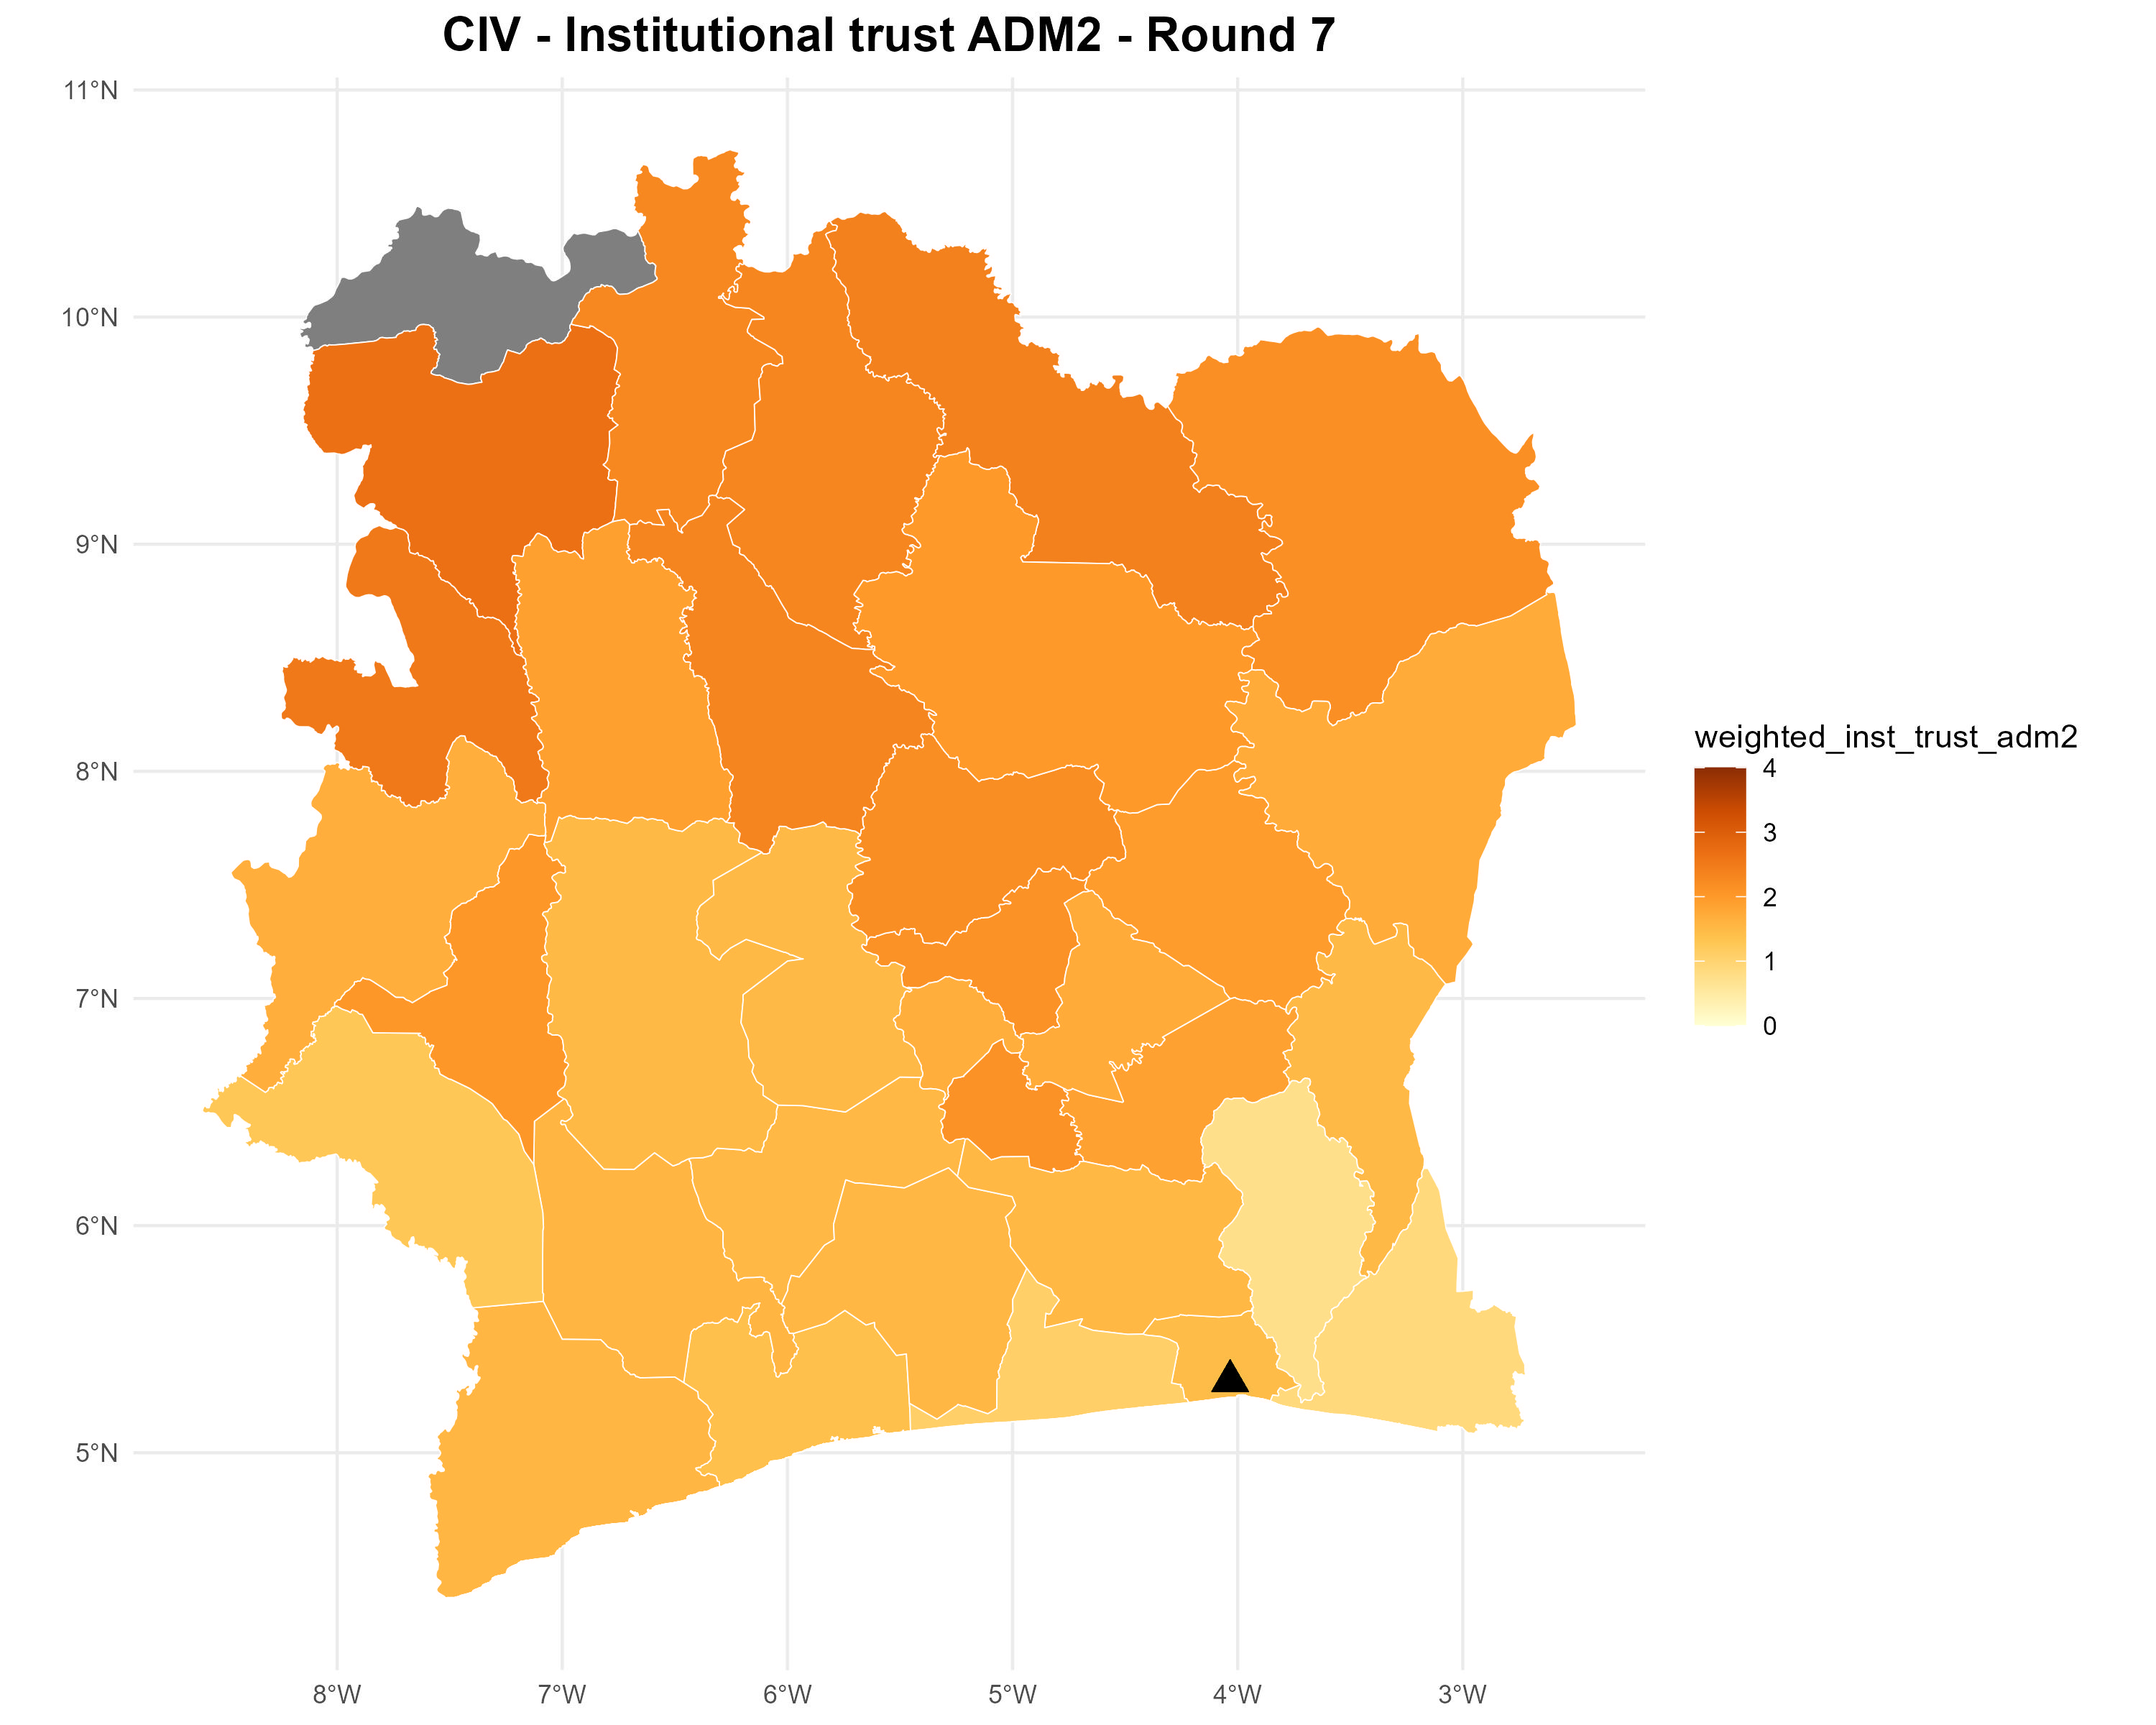 CIV - Institutional trust ADM2 - Round 7
11°N
10°N
9°N
8°N
7°N
6°N
5°N
8°W
7°W
6°W
5°W
4°W
3°W
weighted_inst_trust_adm2
4
3
2
1
0